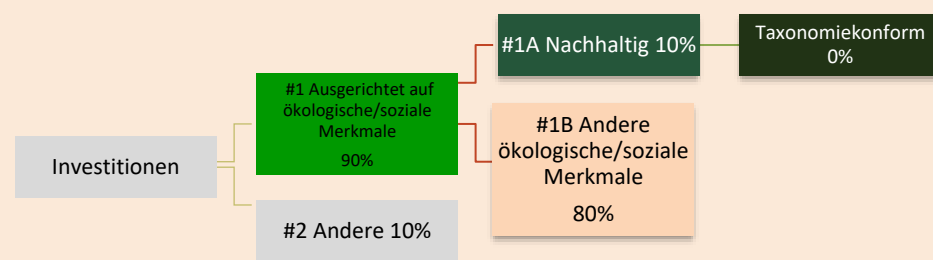 Investitionen
#1 Ausgerichtet auf
ökologische/soziale
Merkmale
90%
#2 Andere 10%
#1A Nachhaltig 10%
#1B Andere
ökologische/soziale
Merkmale
80%
Taxonomiekonform
0%